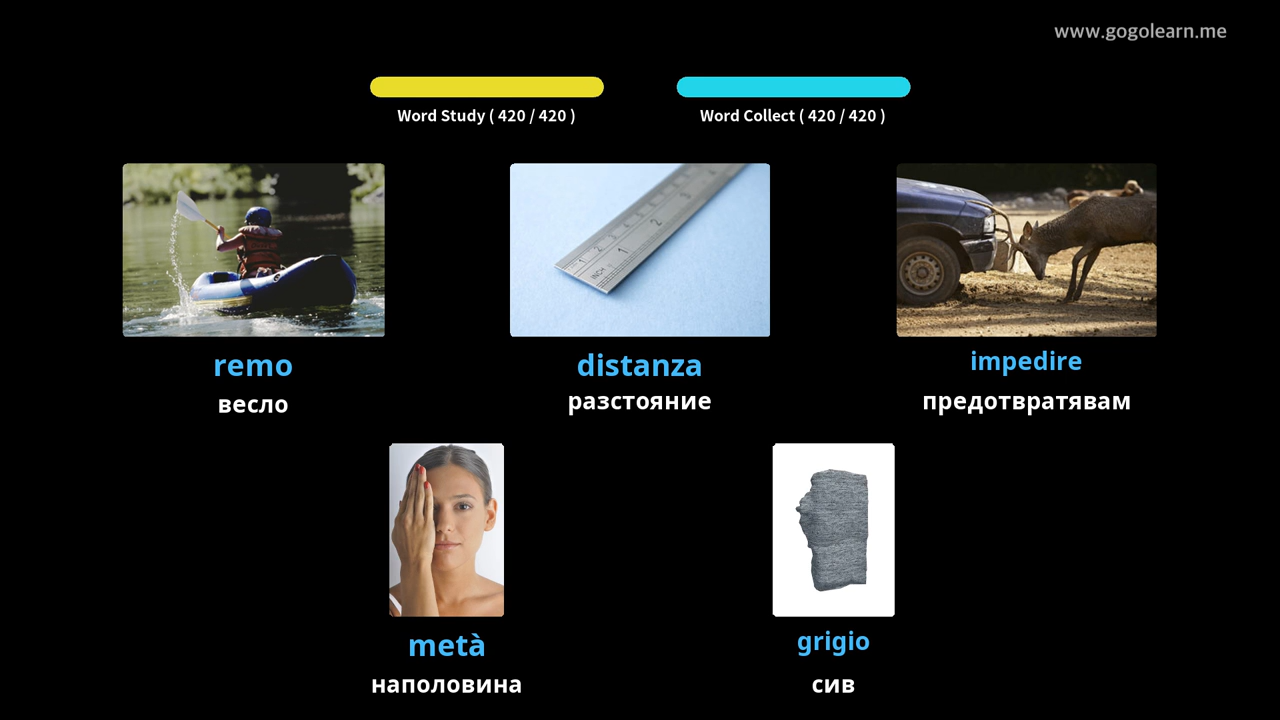 www.gogolearn.me
Word Study ( 420 / 420 )
Word Collect ( 420 / 420 )
remo
весло
distanza
разстояние
impedire
предотвратявам
metà
наполовина
grigio
сив